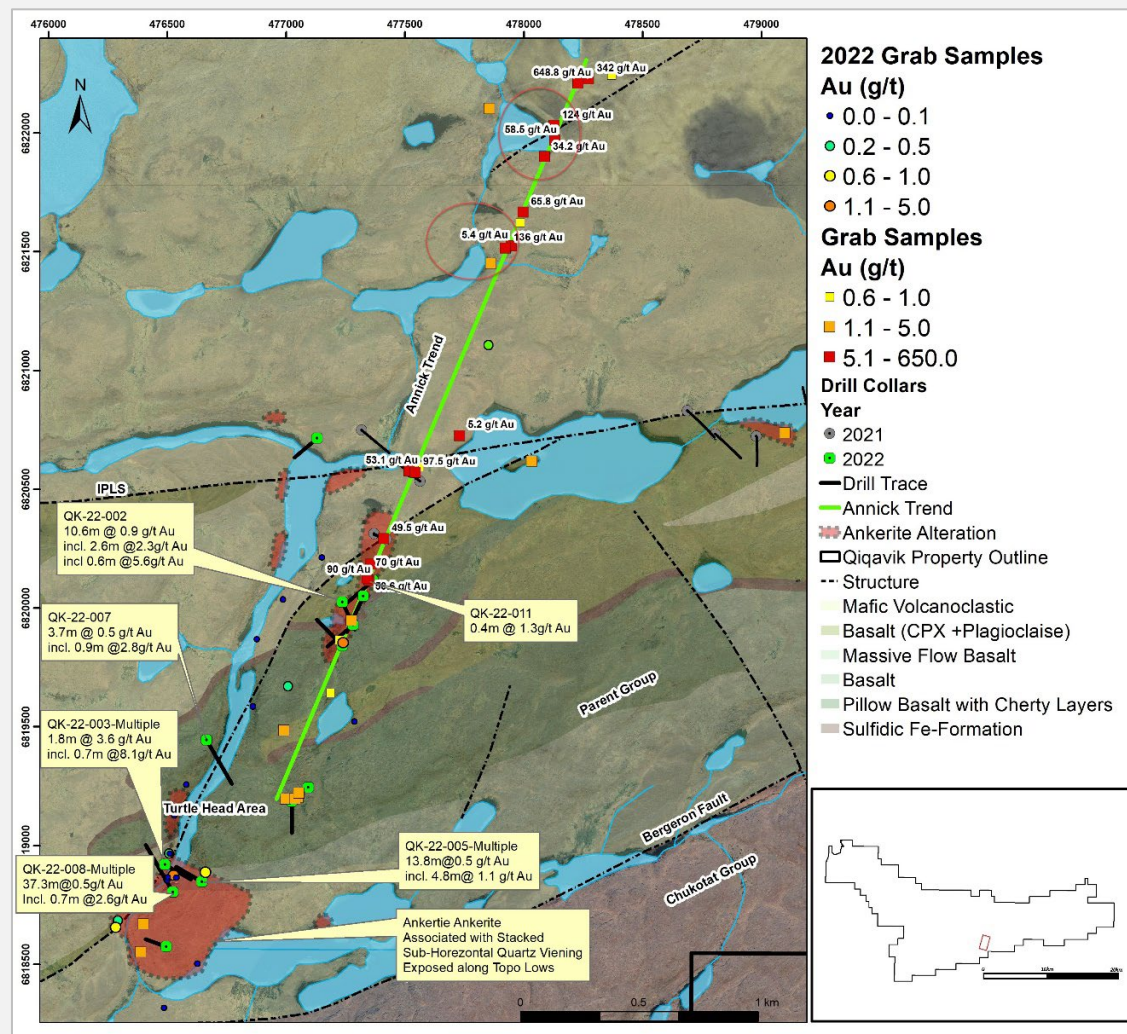 476000 476500 477000 477500 478000 478500 479000
6822000
6821500
6821000
6820500
6820000
6819500
6819000
6818500
N
648.8 g/t Au
342 g/t Au
124 g/t Au
58.5 g/t Au
34.2 g/t Au
65.8 g/t Au
5.4 g/t Au
136 g/t Au
Annick Trend
5.2 g/t Au
53.1 g/t Au
97.5 g/t Au
IPLS
49.5 g/t Au
70 g/t Au
90 g/t Au
g/t Au
QK-22-002
10.6m @ 0.9 g/t Au
incl. 2.6m @2.3g/t Au
incl 0.6m @5.6g/t Au
QK-22-011
0.4m @ 1.3g/t Au
QK-22-007
3.7m @ 0.5 g/t Au
incl. 0.9m @2.8g/t Au
Parent Group
QK-22-003-Multiple
1.8m @ 3.6 g/t Au
incl. 0.7m @8.1g/t Au
Turtle Head Area
Bergeron Fault
Chukotat Group
QK-22-008-Multiple
37.3m@0.5g/t Au
Incl. 0.7m @2.6g/t Au
QK-22-005-Multiple
13.8m@0.5 g/t Au
incl. 4.8m @ 1.1 g/t Au
Ankertie Ankerite
Associated with Stacked
Sub-Horezontal Quartz Viening
Exposed along Topo Lows
0 0.5 1 km
2022 Grab Samples
Au (g/t)
0.0 - 0.1
0.2 - 0.5
0.6 - 1.0
1.1 - 5.0
Grab Samples
Au (g/t)
0.6 - 1.0
1.1 - 5.0
5.1 - 650.0
Drill Collars
Year
2021
2022
Drill Trace
Annick Trend
Ankerite Alteration
Qiqavik Property Outline
Structure
Mafic Volcanoclastic
Basalt (CPX +Plagioclaise)
Massive Flow Basalt
Basalt
Pillow Basalt with Cherty Layers
Sulfidic Fe-Formation
0 10km 20km